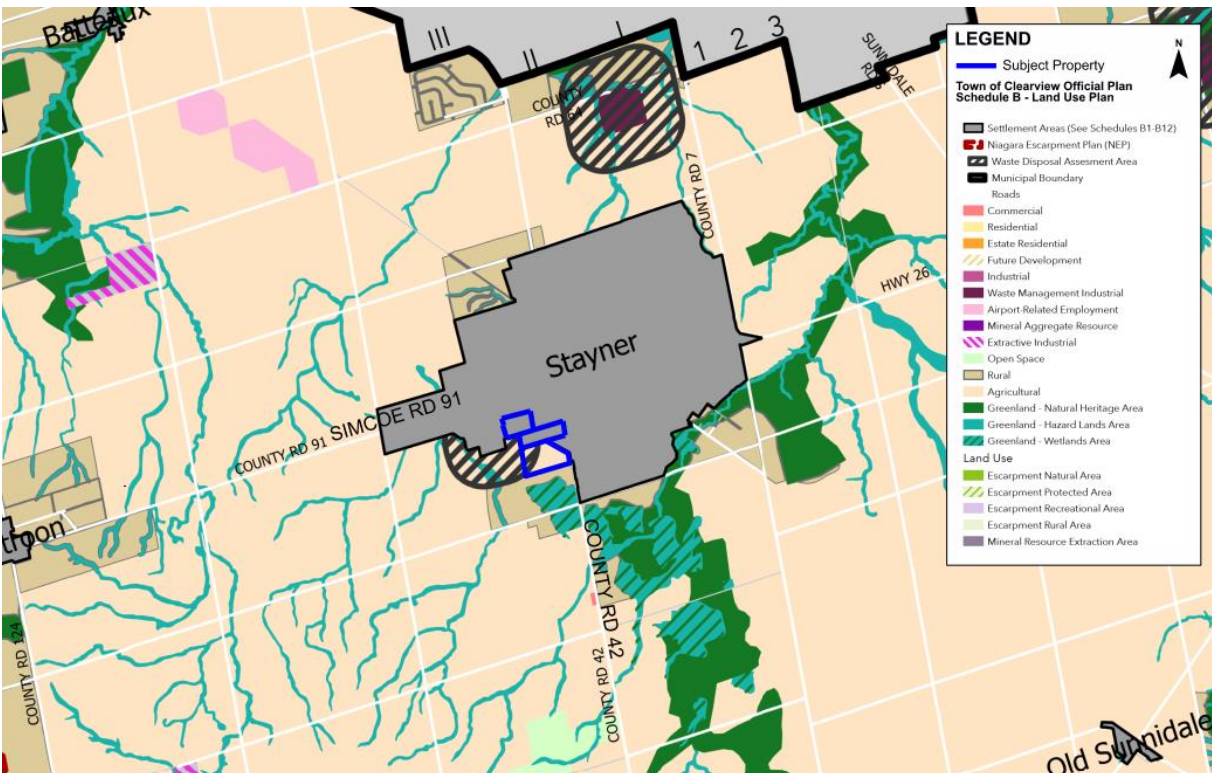 Batteaux
III
II
I
1 2 3
SUNNIDALE
COUNTY
COUNTY RD 7
HWY 26
Stayner
COUNTY RD 91 SIMCOE RD 91
troon
COUNTY RD 42
COUNTY RD 42
COUNTY RD 124
Old Sunnidale
LEGEND
N
Subject Property
Town of Clearview Official Plan
Schedule B - Land Use Plan
Settlement Areas (See Schedules B1-B12)
Niagara Escarpment Plan (NEP)
Waste Disposal Assesment Area
Municipal Boundary
Roads
Commercial
Residential
Estate Residential
Future Development
Industrial
Waste Management Industrial
Airport-Related Employment
Mineral Aggregate Resource
Extractive Industrial
Open Space
Rural
Agricultural
Greenland - Natural Heritage Area
Greenland - Hazard Lands Area
Greenland - Wetlands Area
Land Use
Escarpment Natural Area
Escarpment Protected Area
Escarpment Recreational Area
Escarpment Rural Area
Mineral Resource Extraction Area